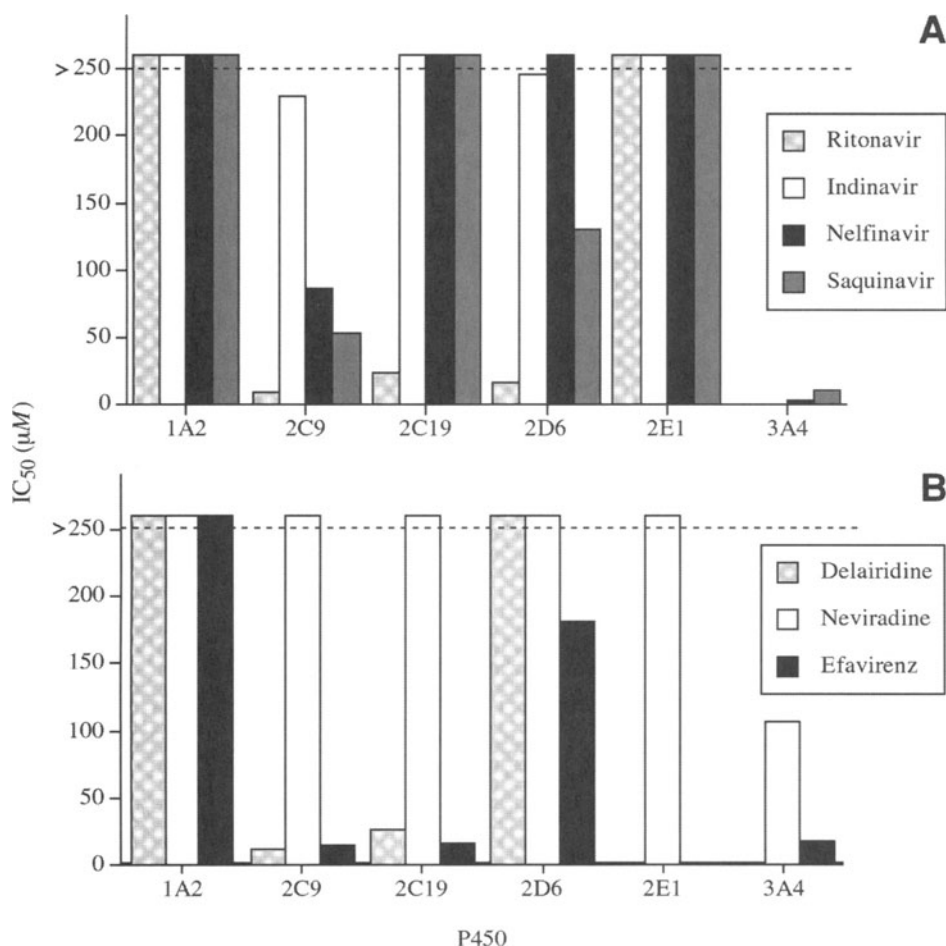 A
>
250
200
150
100
50
0
1A2 2C9 2C19 2D6 2E1 3A4
Ritonavir
Indinavir
Nelfinavir
Saquinavir
IC50 (μM)
B
>
250
200
150
100
50
0
1A2 2C9 2C19 2D6 2E1 3A4
Delairidine
Neviradine
Efavirenz
P450